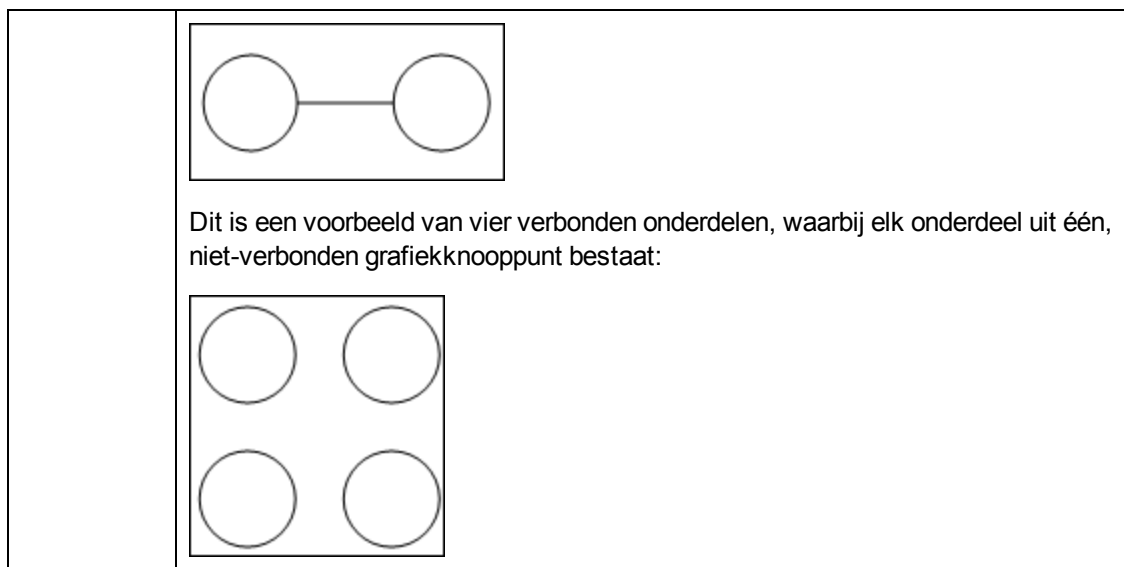 Dit is een voorbeeld van vier verbonden onderdelen, waarbij elk onderdeel uit één,
niet-verbonden grafiekknooppunt bestaat: